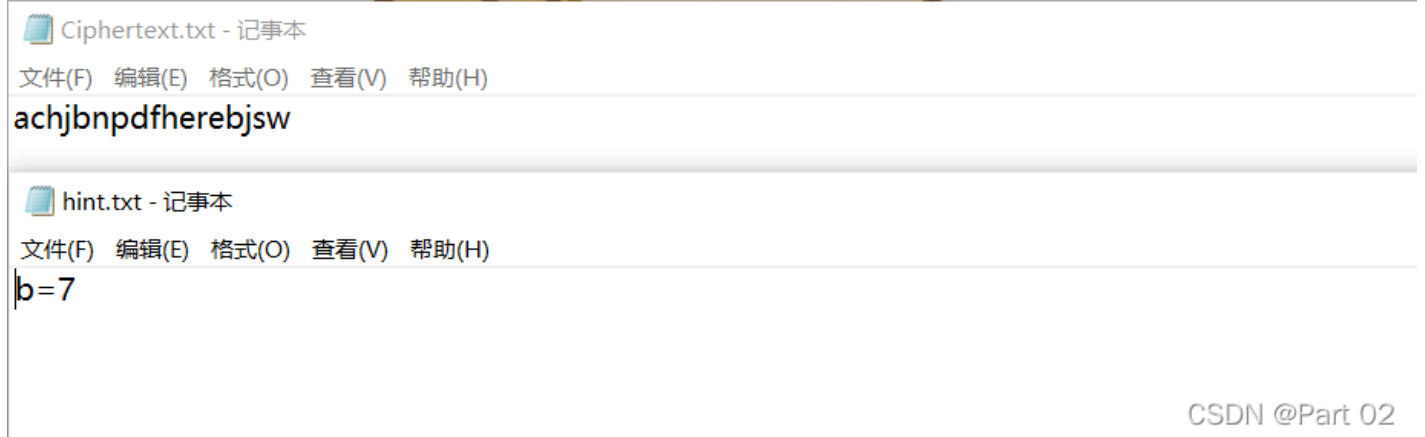 Ciphertext.txt - 记事本
文件(F) 编辑(E) 格式(O) 查看(V) 帮助(H)
achjbnpdfherebjsw
hint.txt - 记事本
文件(F) 编辑(E) 格式(O) 查看(V) 帮助(H)
b=7
CSDN @Part 02